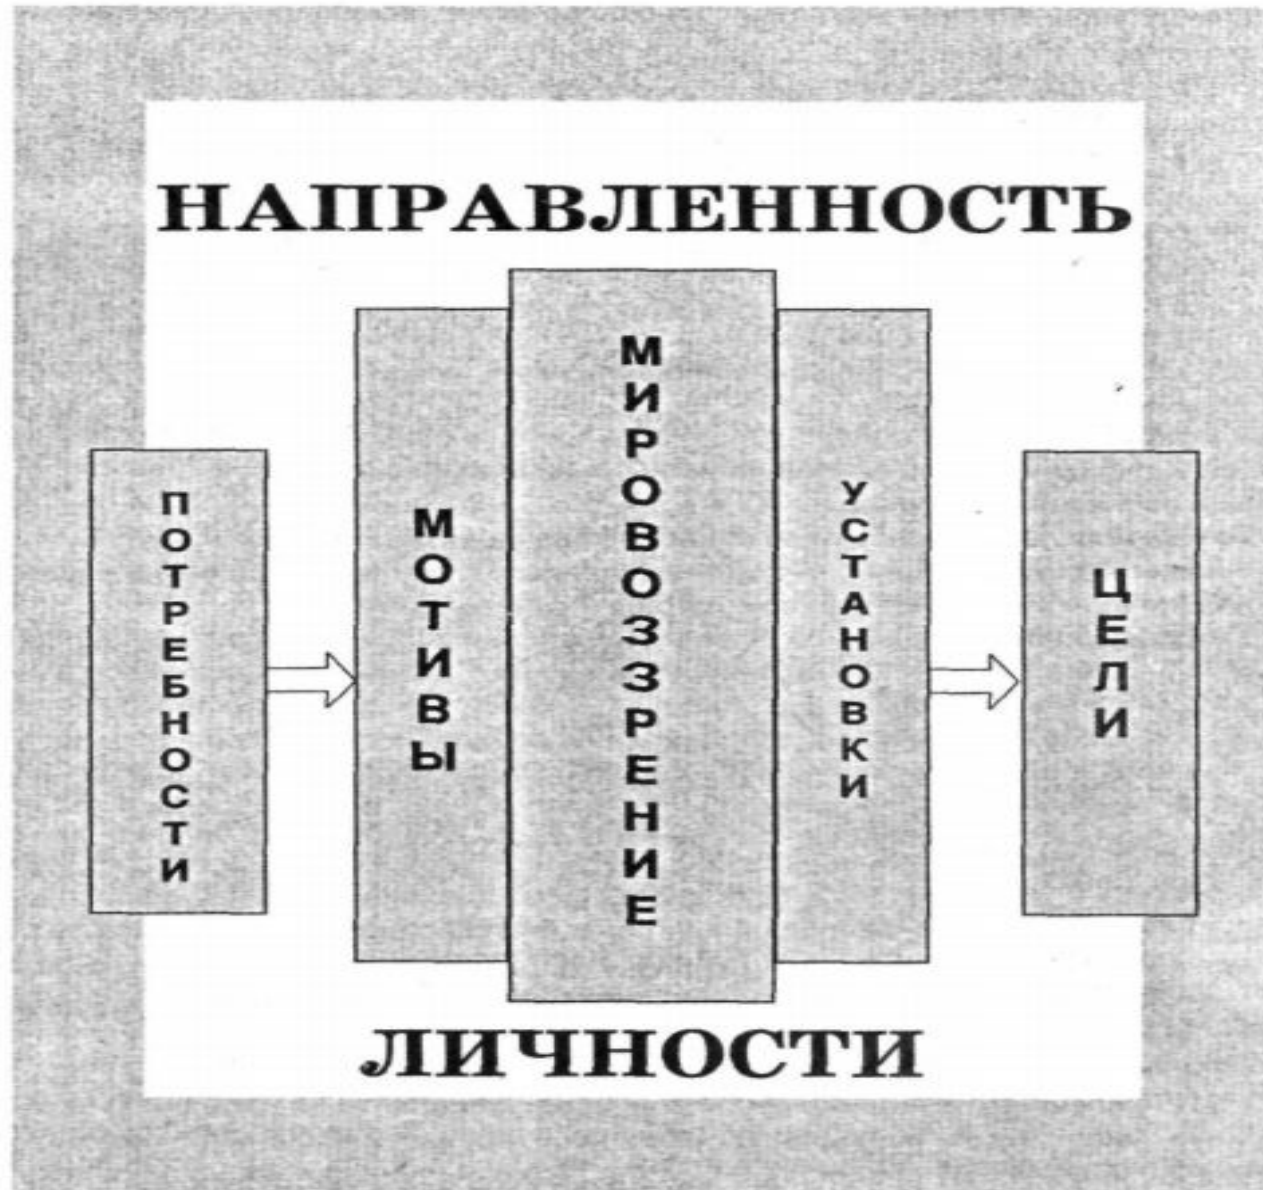 НАПРАВЛЕННОСТЬ
ПОТРЕБНОСТИ
МОТИВЫ
МИРОВОЗЗРЕНИЕ
УСТАНОВКИ
ЦЕЛИ
ЛИЧНОСТИ